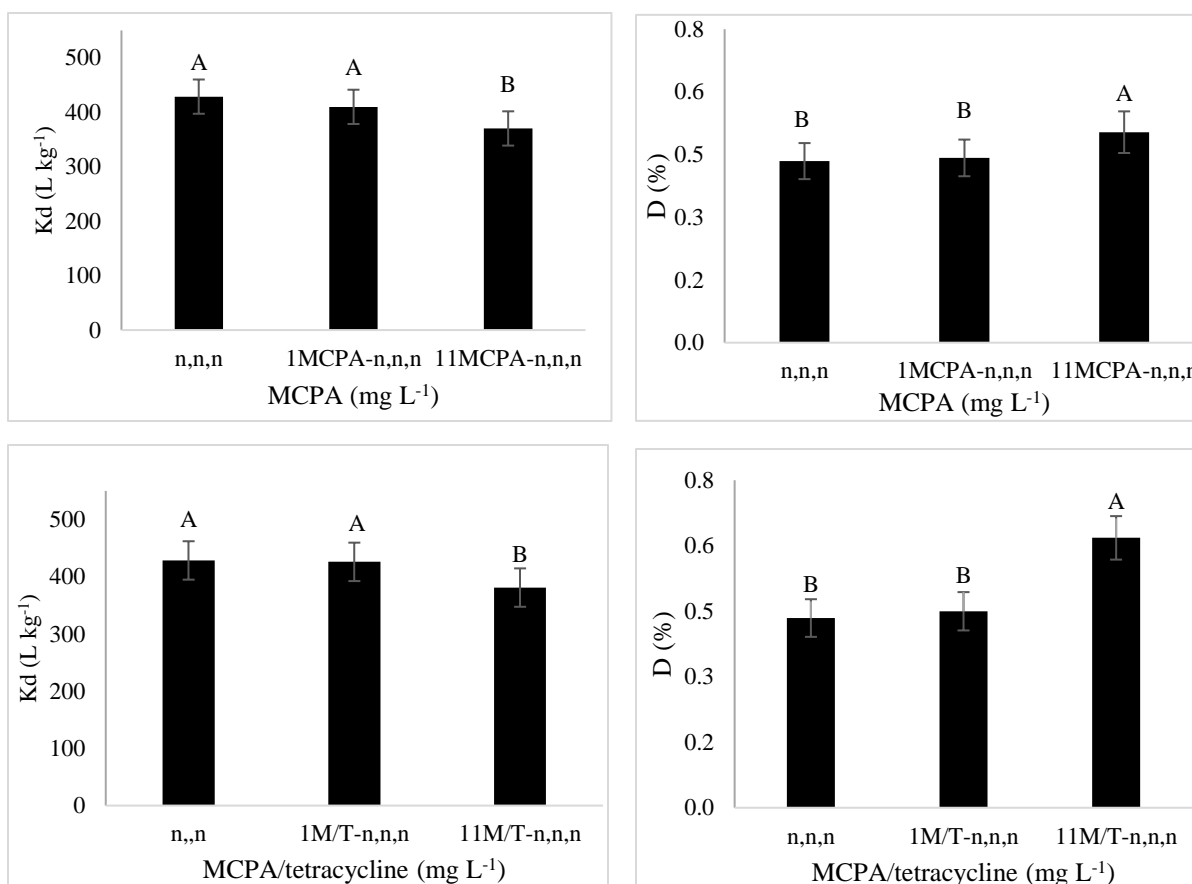 500
400
300
200
100
0
Kd (L kg-1)
A
A
B
n,n,n
1MCPA-n,n,n
11MCPA-n,n,n
MCPA (mg L-1)
0.8
0.6
0.5
0.3
0.2
0.0
D (%)
B
B
A
n,n,n
1MCPA-n,n,n
11MCPA-n,n,n
MCPA (mg L-1)
500
400
300
200
100
0
Kd (L kg-1)
A
A
B
n,,n
1M/T-n,n,n
11M/T-n,n,n
MCPA/tetracycline (mg L-1)
0.8
0.6
0.5
0.3
0.2
0.0
D (%)
B
B
A
n,n,n
1M/T-n,n,n
11M/T-n,n,n
MCPA/tetracycline (mg L-1)